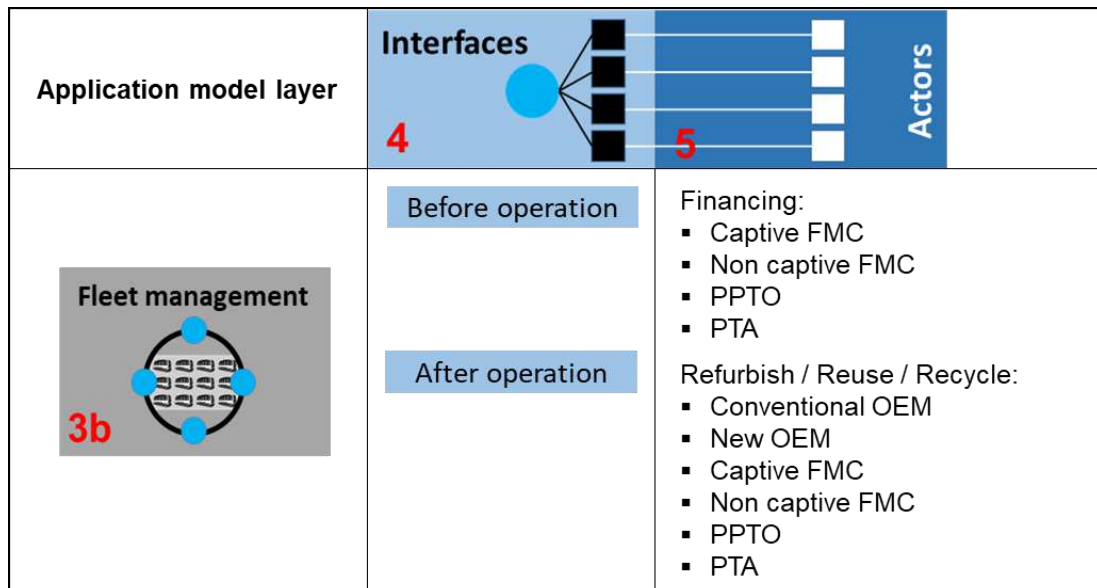 Application model layer
Interfaces
4
5
Actors
Fleet management
3b
Before operation
Financing:
▪ Captive FMC
▪ Non captive FMC
▪ PPTO
▪ PTA
After operation
Refurbish / Reuse / Recycle:
▪ Conventional OEM
▪ New OEM
▪ Captive FMC
▪ Non captive FMC
▪ PPTO
▪ PTA